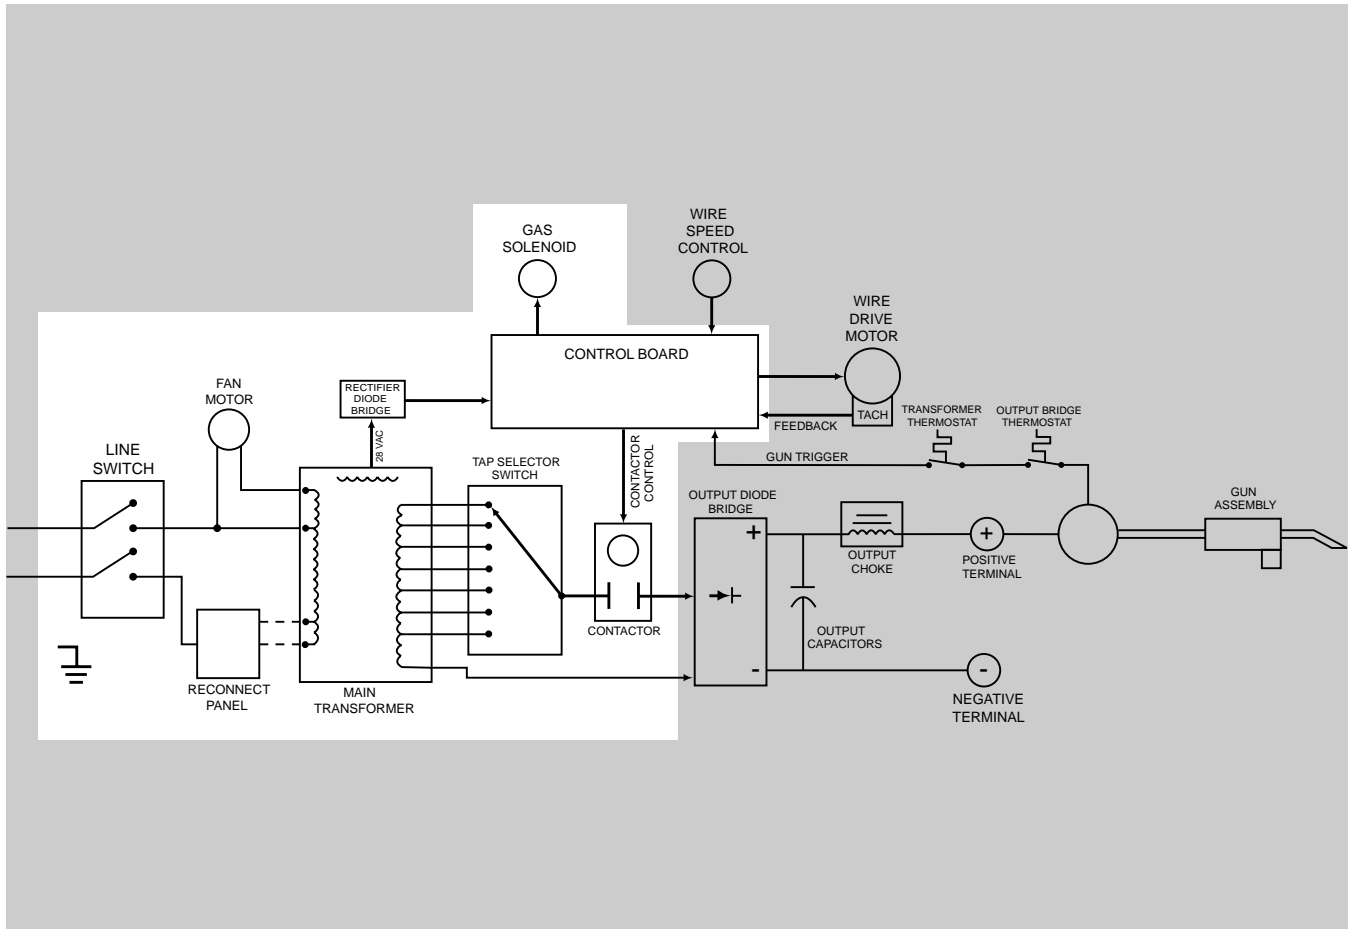 GAS
SOLENOID
WIRE
SPEED
CONTROL
WIRE
DRIVE
MOTOR
CONTROL BOARD
FAN
MOTOR
RECTIFIER
DIODE
BRIDGE
TACH
FEEDBACK
TRANSFORMER
THERMOSTAT
OUTPUT BRIDGE
THERMOSTAT
28 VAC
CONTACTOR
CONTROL
GUN TRIGGER
LINE
SWITCH
TAP SELECTOR
SWITCH
OUTPUT DIODE
BRIDGE
GUN
ASSEMBLY
+
+
OUTPUT
CHOKE
POSITIVE
TERMINAL
CONTACTOR
OUTPUT
CAPACITORS
-
-
RECONNECT
PANEL
MAIN
TRANSFORMER
NEGATIVE
TERMINAL